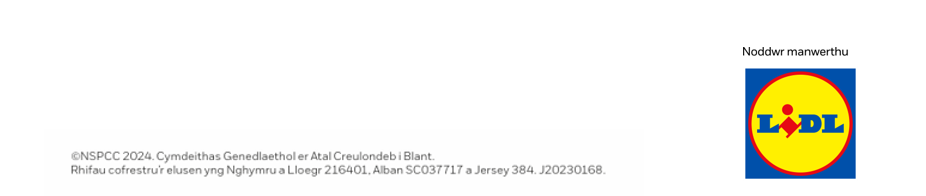 Noddwr manwerthu
LIDL
©NSPCC 2024. Cymdeithas Genedlaethol er Atal Creulondeb i Blant.
Rhifau cofrestru'r elusen yng Nghymru a Lloegr 216401, Alban SC037717 a Jersey 384. J20230168.